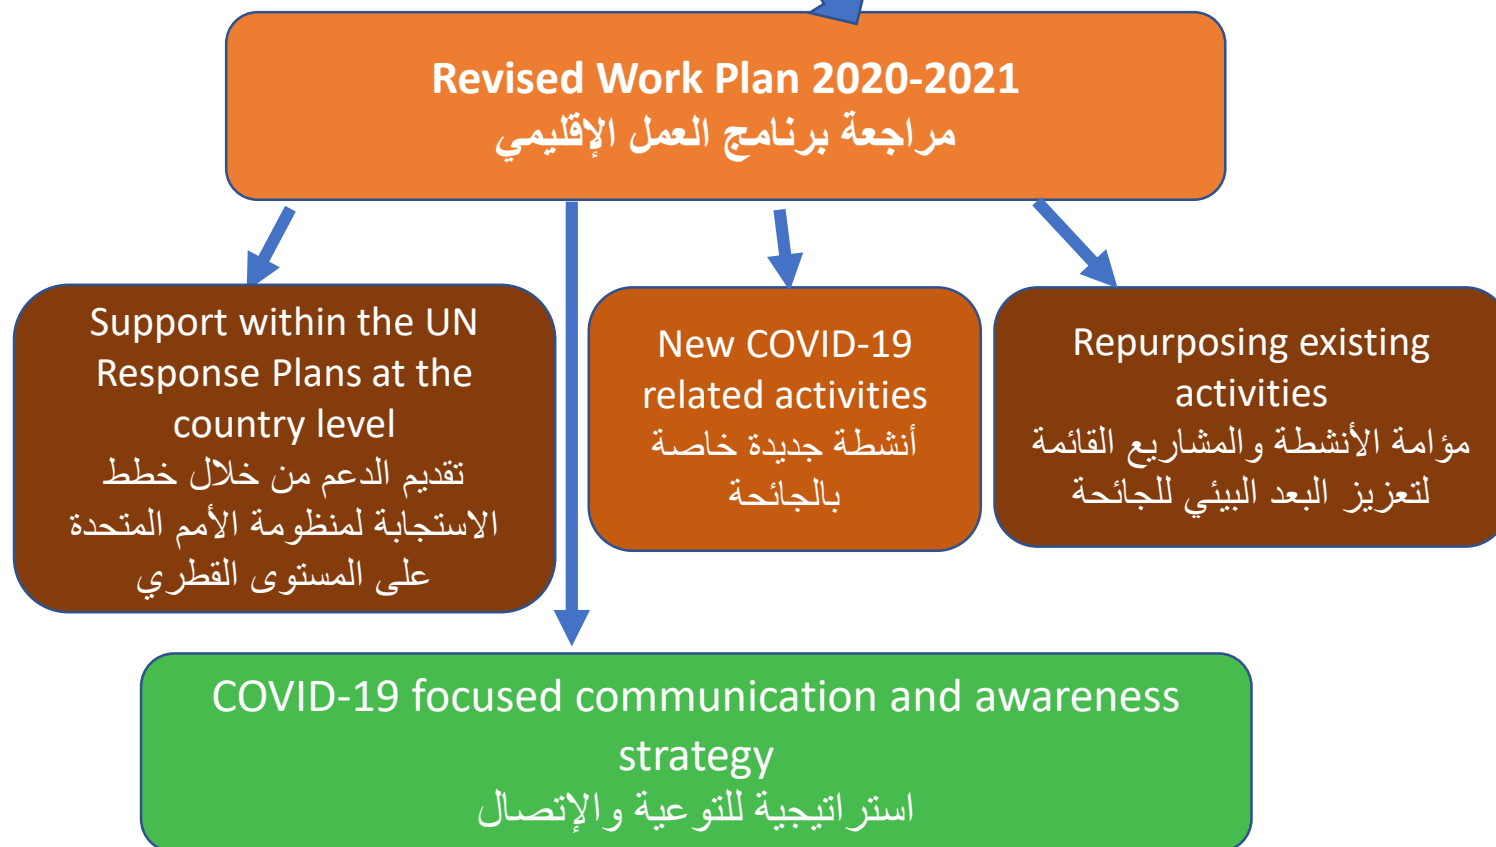 Revised Work Plan 2020-2021
مراجعة برنامج العمل الإقليمي
Support within the UN
Response Plans at the
country level
تقديم الدعم من خلال خطط
الاستجابة لمنظومة الأمم المتحدة
على المستوى القطري
New COVID-19
related activities
أنشطة جديدة خاصة
بالجائحة
Repurposing existing
activities
مؤامة الأنشطة والمشاريع القائمة
لتعزيز البعد البيئي للجائحة
COVID-19 focused communication and awareness
strategy
استراتيجية للتوعية والإتصال